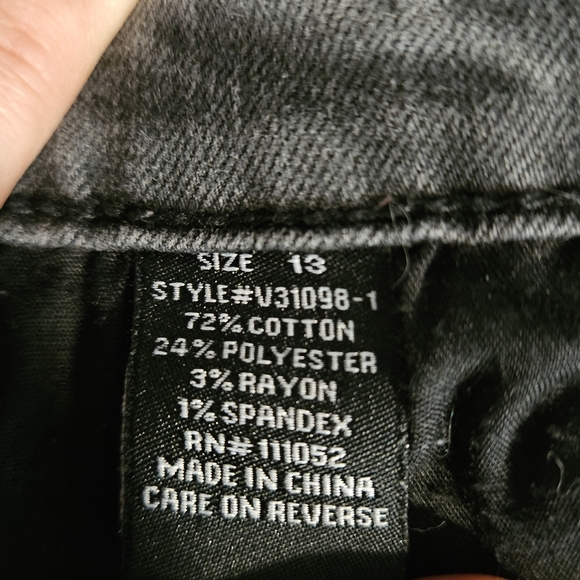 SIZE 13
STYLE#V31098-1
72%COTTON
24%POLYESTER
3%RAYON
1%SPANDEX
RN#111052
MADE IN CHINA
CARE ON REVERSE